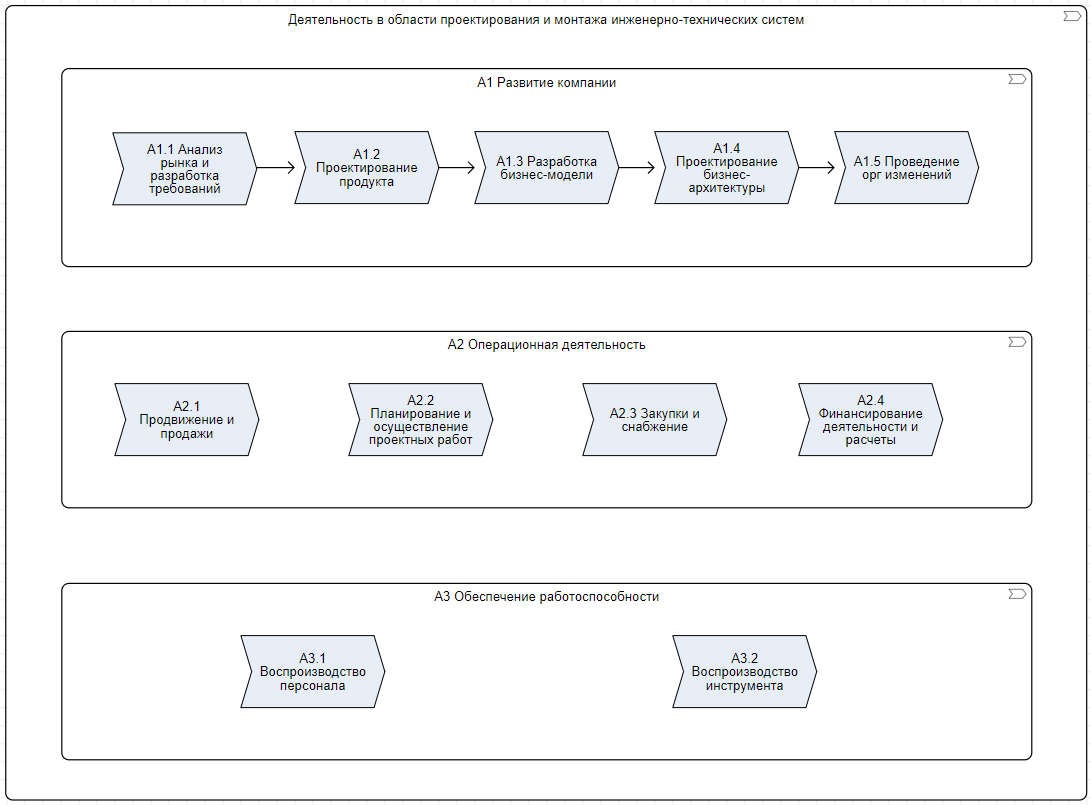 Деятельность в области проектирования и монтажа инженерно-технических систем
А1 Развитие компании
А1.1 Анализ
рынка и
разработка
требований
А1.2
Проектирование
продукта
А1.3 Разработка
бизнес-модели
А1.4
Проектирование
бизнес-
архитектуры
А1.5 Проведение
орг изменений
А2 Операционная деятельность
А2.1
Продвижение и
продажи
А2.2
Планирование и
осуществление
проектных работ
А2.3 Закупки и
снабжение
А2.4
Финансирование
деятельности и
расчеты
А3 Обеспечение работоспособности
А3.1
Воспроизводство
персонала
А3.2
Воспроизводство
инструмента